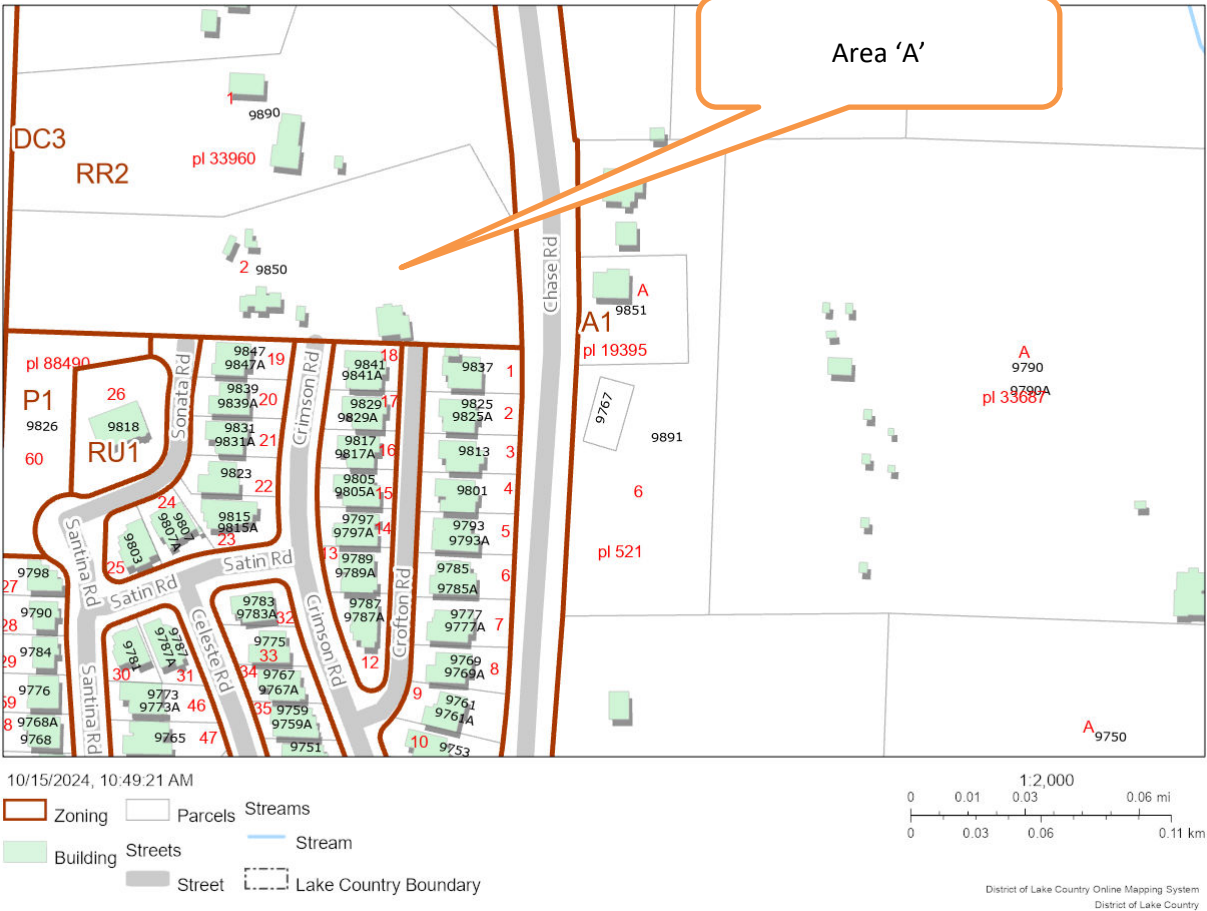 Area ‘A’
1
9890
DC3
RR2
pl 33960
2
9850
Chase Rd
A
9851
A1
pl 19395
A
9790
9790A
pl 33687
pl 88490
26
P1
9826
9818
60
RU1
Sonata Rd
9847
9847A
19
9839
9839A
20
9831
9831A
21
9823
22
9815
9815A
23
Crimson Rd
18
9841
9841A
9829
17
9829A
9817
9817A
16
9805
9805A
15
9797
9797A
14
13
9789
9789A
9787
9787A
12
Crofton Rd
9837
1
9825
9825A
2
9813
3
9801
4
9793
9793A
5
9785
9785A
6
9777
9777A
7
9769
9769A
8
9
9761
9761A
10
9753
9767
9891
6
pl 521
24
9807
9807A
9803
25
Santina Rd
Satin Rd
Satin Rd
27
9798
28
9790
29
9784
9776
59
9768A
9768
8
Santina Rd
9781
30
9787
9787A
31
9773
9773A
46
9765
47
Celeste Rd
9783
9783A
32
9775
33
34
9767
9767A
35
9759
9759A
9751
Crimson Rd
A
9750
10/15/2024, 10:49:21 AM
Zoning
Parcels
Streams
Stream
Building
Streets
Street
Lake Country Boundary
1:2,000
0 0.01 0.03 0.06 mi
0 0.03 0.06 0.11 km
District of Lake Country Online Mapping System
District of Lake Country